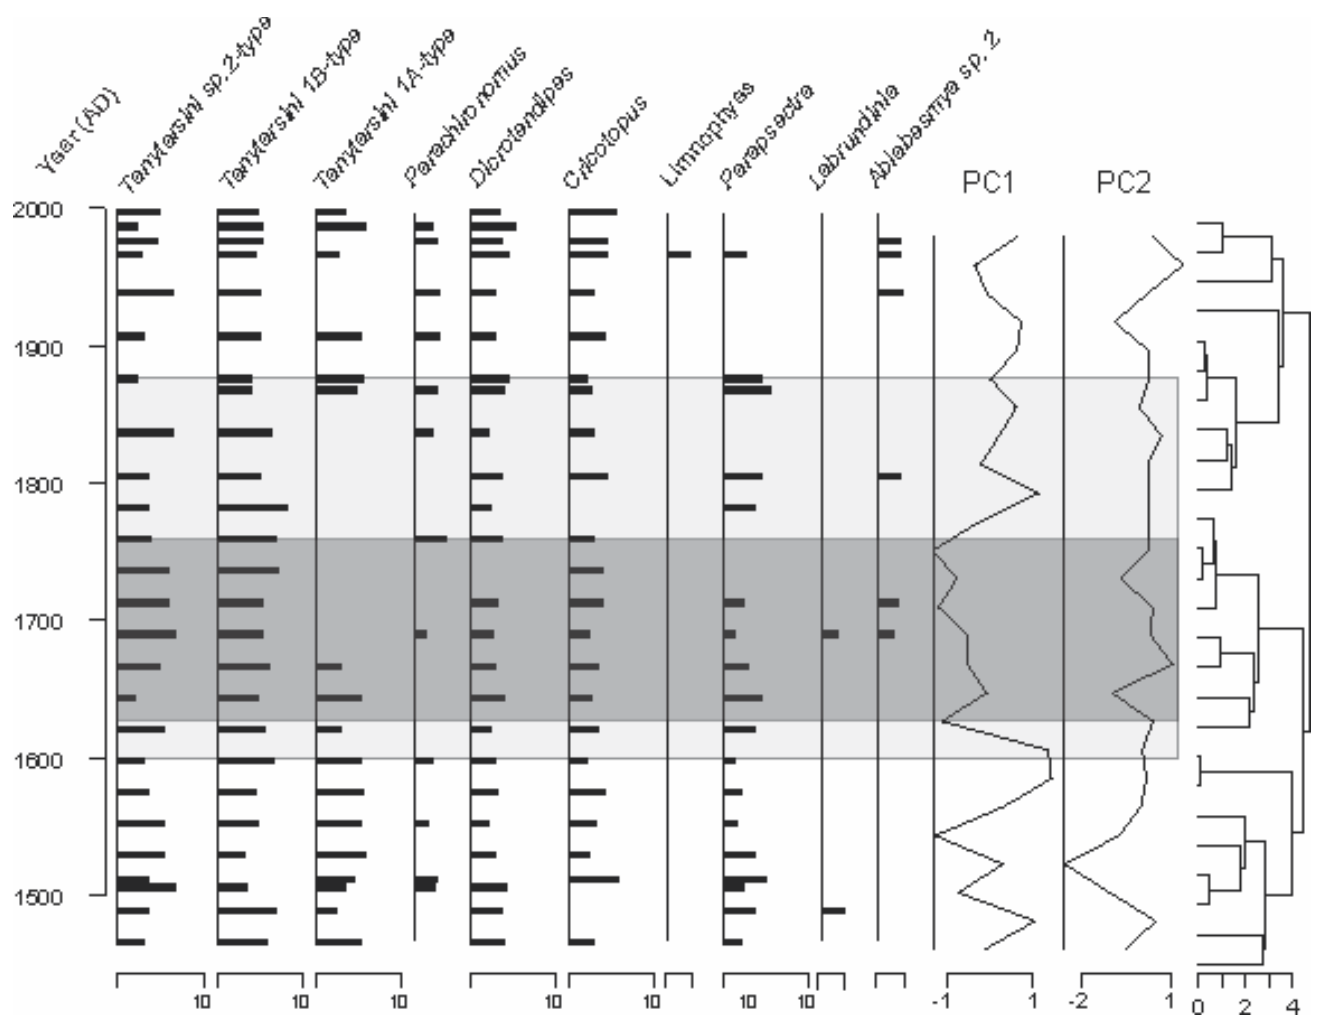 Year (AD)
Tanytarsini sp. 2-type
Tanytarsini 1B-type
Tanytarsini 1A-type
Parachironomus
Dicrotendipes
Cricotopus
Limnophyes
Parapsectra
Labrundinia
Ablabesmya sp. 2
PC1
PC2
2000
1900
1800
1700
1600
1500
10 10 10 10 10 10 10 -1 1 -2 1 0 2 4